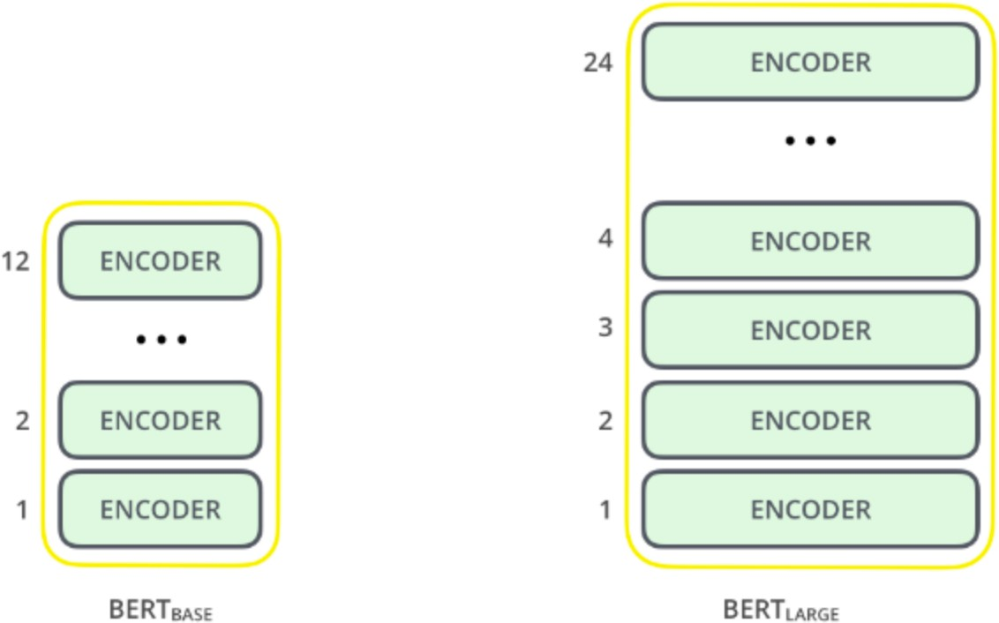 12 ENCODER
• • •
2 ENCODER
1 ENCODER
BERTBASE
24 ENCODER
• • •
4 ENCODER
3 ENCODER
2 ENCODER
1 ENCODER
BERTLARGE